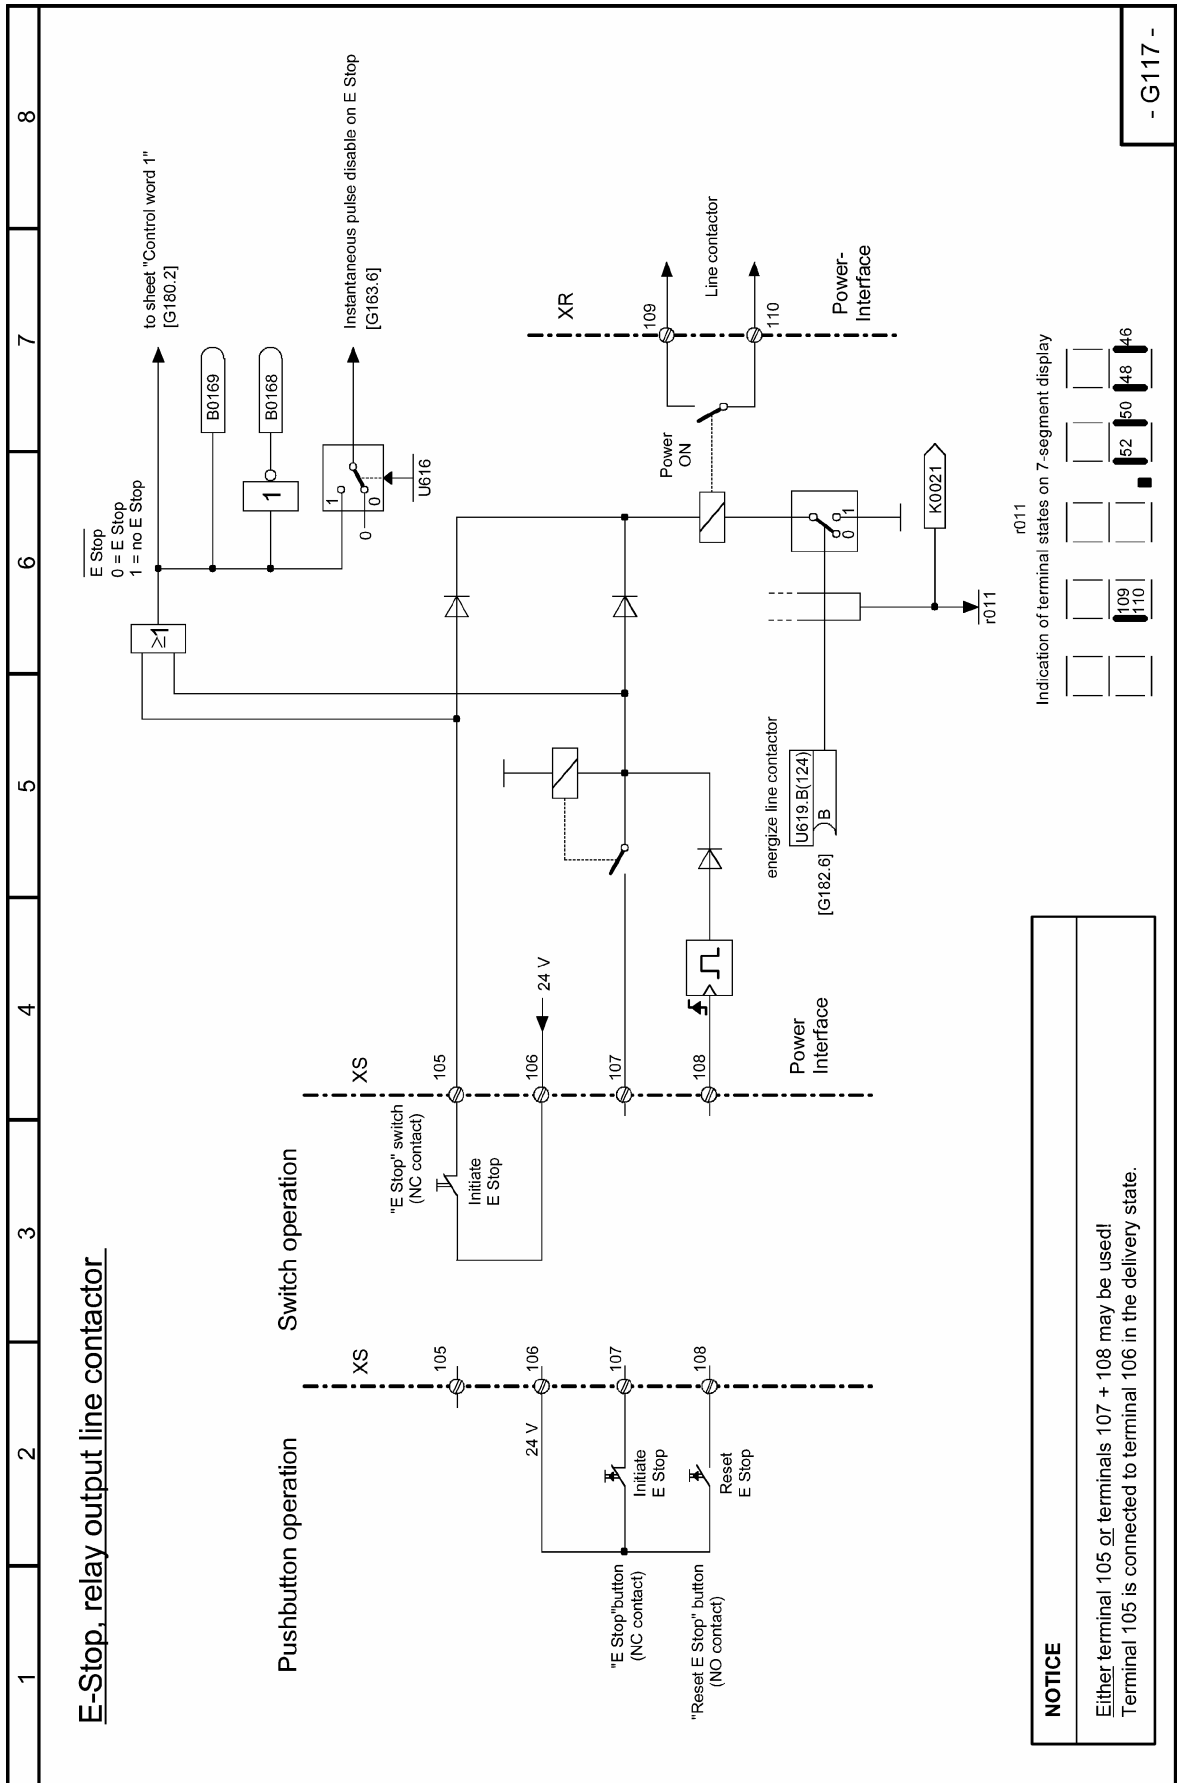 1 2 3 4 5 6 7 8
E-Stop, relay output line contactor
Pushbutton operation
Switch operation
XS
105
106
107
108
24 V
Initiate
E Stop
Reset
E Stop
"E Stop"button
(NC contact)
"Reset E Stop" button
(NO contact)
XS
"E Stop" switch
(NC contact)
Initiate
E Stop
105
106
107
108
24 V
Power
Interface
≥1
E Stop
0 = E Stop
1 = no E Stop
to sheet "Control word 1"
[G180.2]
B0169
1
B0168
1
0
0
U616
Instantaneous pulse disable on E Stop
[G163.6]
XR
109
110
Line contactor
Power-
Interface
Power
ON
1
0
energize line contactor
U619.B(124)
B
[G182.6]
K0021
r011
r011
Indication of terminal states on 7-segment display
109
110
52 50 48 46
NOTICE
Either terminal 105 or terminals 107 + 108 may be used!
Terminal 105 is connected to terminal 106 in the delivery state.
- G117 -